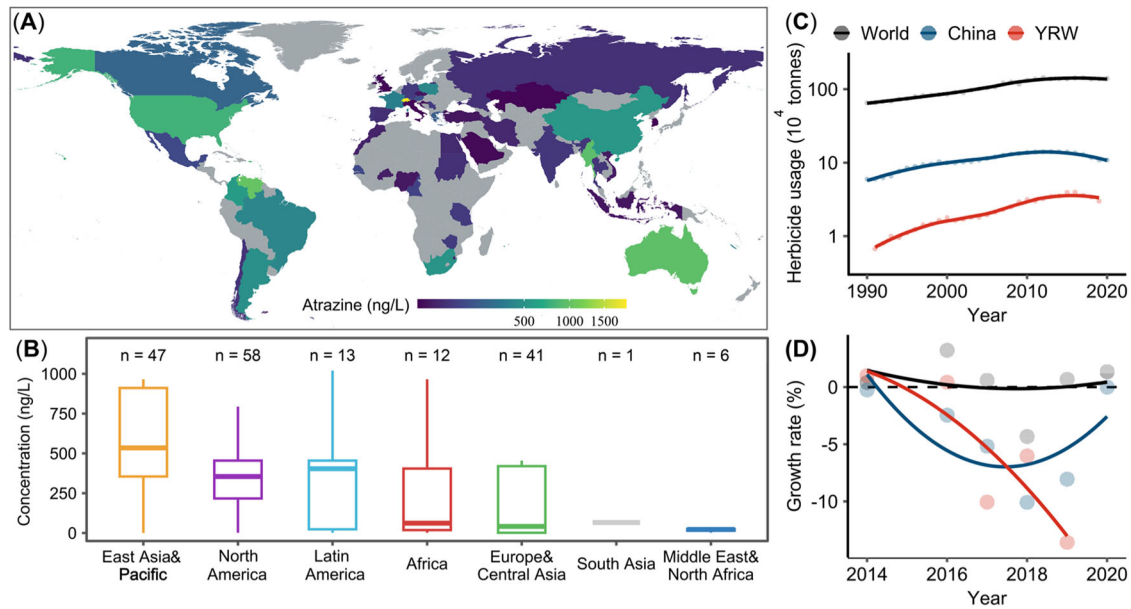 (A)
Atrazine (ng/L)
500 1000 1500
(B)
n = 47 n = 58 n = 13 n = 12 n = 41 n = 1 n = 6
Concentration (ng/L)
1000
750
500
250
0
East Asia& Pacific
North America
Latin America
Africa
Europe& Central Asia
South Asia
Middle East& North Africa
(C)
World China YRW
Herbicide usage (10^4 tonnes)
100
10
1
1990 2000 2010 2020
Year
(D)
Growth rate (%)
0
-5
-10
2014 2016 2018 2020
Year